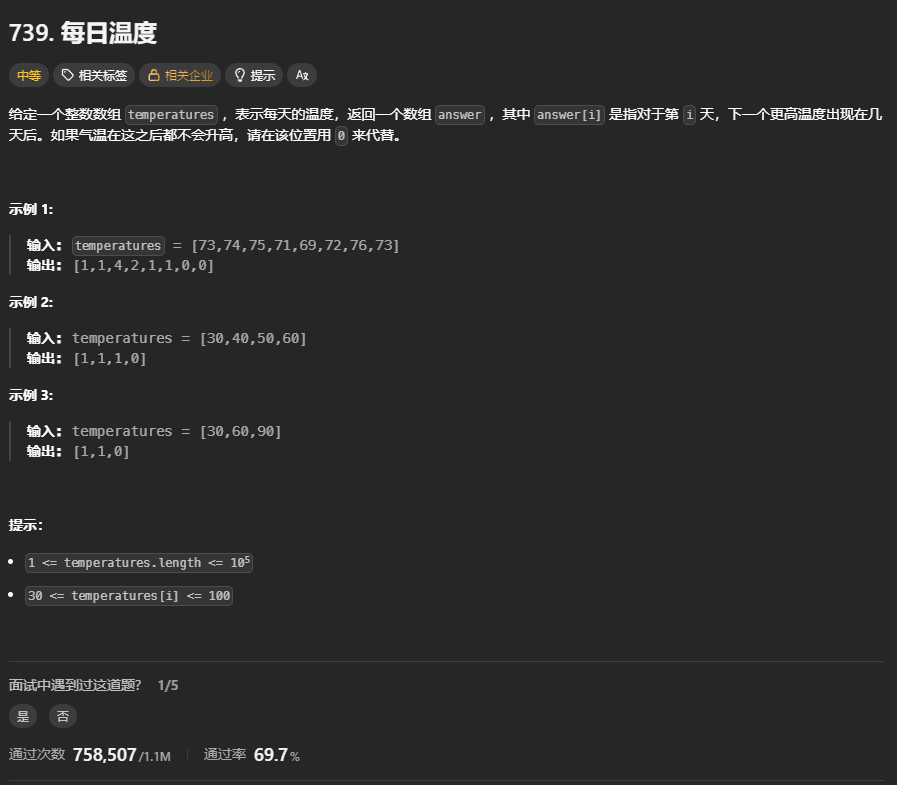 739. 每日温度
中等 相关标签 相关企业 提示 Aあ
给定一个整数数组 temperatures ，表示每天的温度，返回一个数组 answer ，其中 answer[i] 是指对于第 i 天，下一个更高温度出现在几
天后。如果气温在这之后都不会升高，请在该位置用 0 来代替。
示例 1:
输入: temperatures = [73,74,75,71,69,72,76,73]
输出: [1,1,4,2,1,1,0,0]
示例 2:
输入: temperatures = [30,40,50,60]
输出: [1,1,1,0]
示例 3:
输入: temperatures = [30,60,90]
输出: [1,1,0]
提示：
1 <= temperatures.length <= 10⁵
30 <= temperatures[i] <= 100
面试中遇到过这道题? 1/5
是 否
通过次数 758,507/1.1M 通过率 69.7%